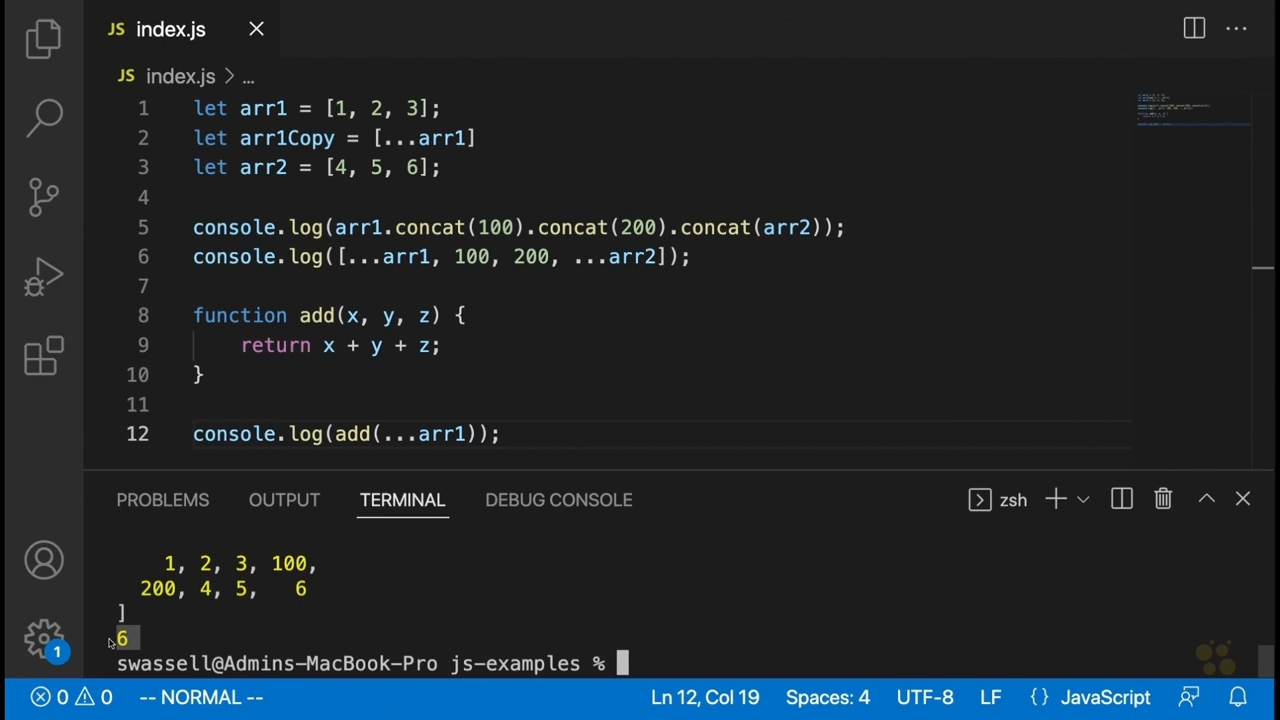 JS index.js
JS index.js > ...
1 let arr1 = [1, 2, 3];
2 let arr1Copy = [...arr1]
3 let arr2 = [4, 5, 6];
4
5 console.log(arr1.concat(100).concat(200).concat(arr2));
6 console.log([...arr1, 100, 200, ...arr2]);
7
8 function add(x, y, z) {
9 return x + y + z;
10 }
11
12 console.log(add(...arr1));
PROBLEMS OUTPUT TERMINAL DEBUG CONSOLE zsh
1, 2, 3, 100,
200, 4, 5, 6
]
6
swassell@Admins-MacBook-Pro js-examples %
1
0 0 -- NORMAL -- Ln 12, Col 19 Spaces: 4 UTF-8 LF {} JavaScript